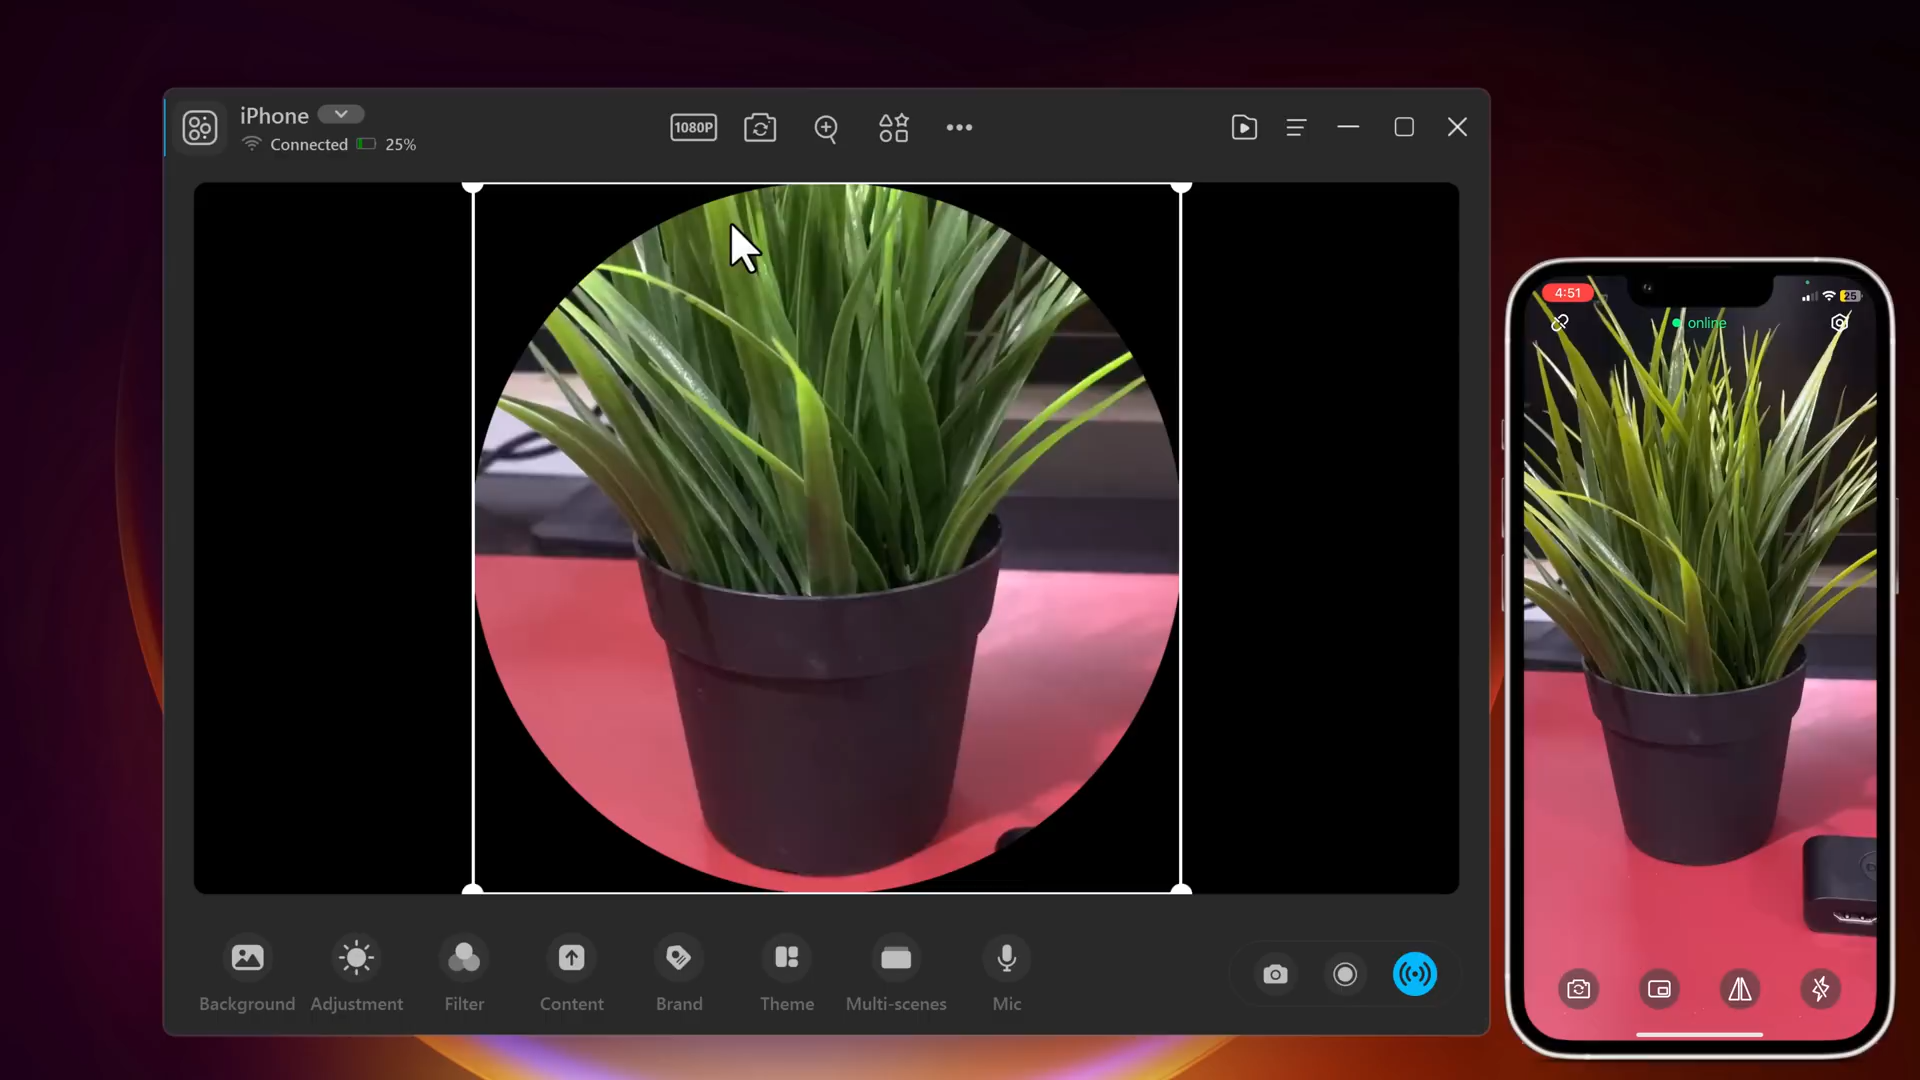 iPhone
Connected 25%
1080P
4:51
25
online
Background
Adjustment
Filter
Content
Brand
Theme
Multi-scenes
Mic